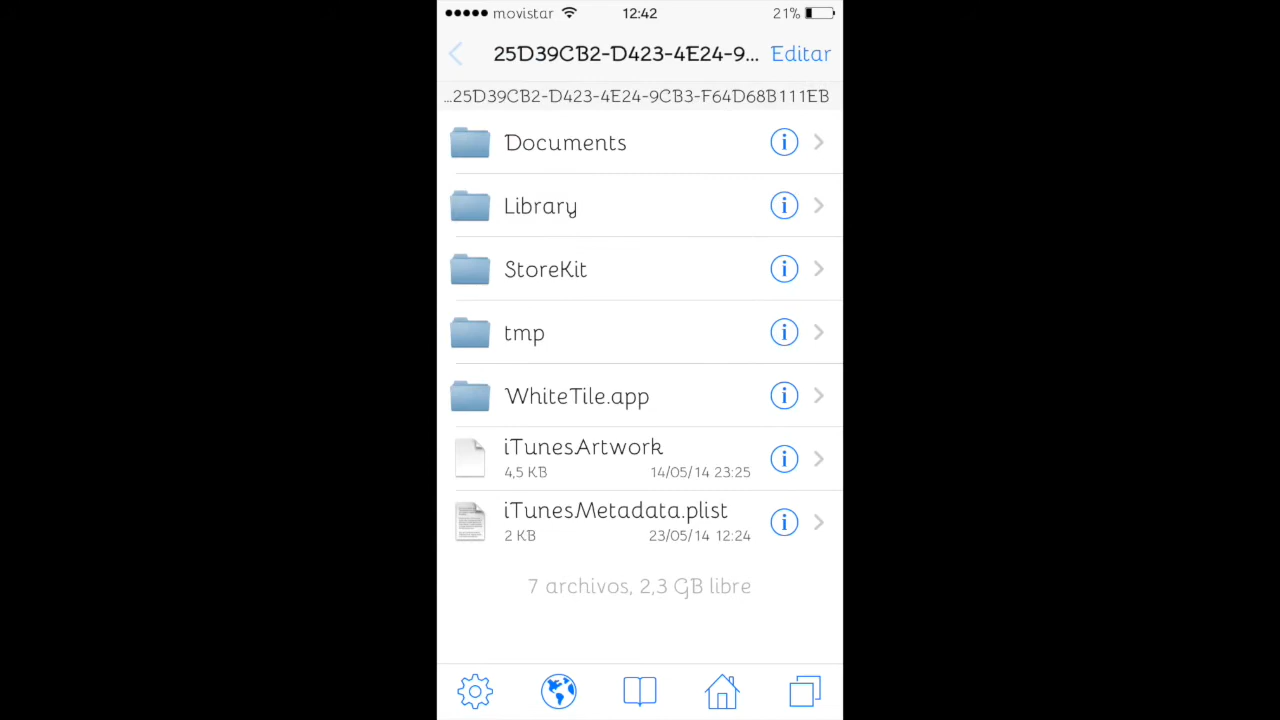 movistar 12:42 21%
25D39CB2-D423-4E24-9... Editar
...25D39CB2-D423-4E24-9CB3-F64D68B111EB
Documents
Library
StoreKit
tmp
WhiteTile.app
iTunesArtwork
4,5 KB 14/05/14 23:25
iTunesMetadata.plist
2 KB 23/05/14 12:24
7 archivos, 2,3 GB libre